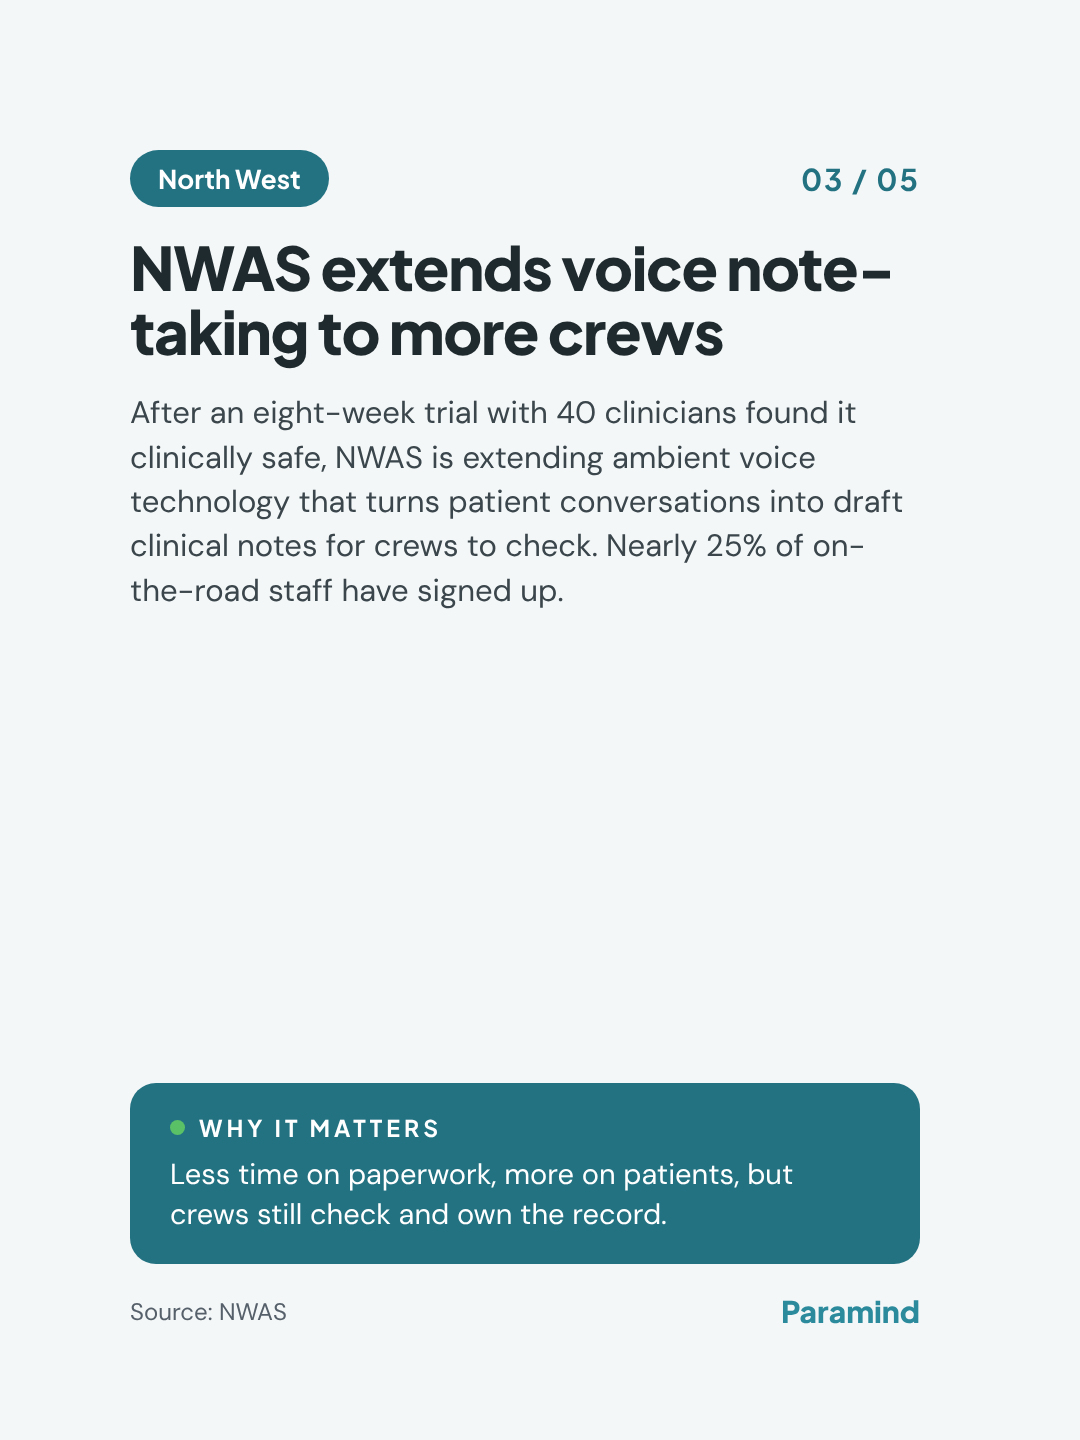 North West
03 / 05
NWAS extends voice note-
taking to more crews
After an eight-week trial with 40 clinicians found it
clinically safe, NWAS is extending ambient voice
technology that turns patient conversations into draft
clinical notes for crews to check. Nearly 25% of on-
the-road staff have signed up.
WHY IT MATTERS
Less time on paperwork, more on patients, but
crews still check and own the record.
Source: NWAS
Paramind